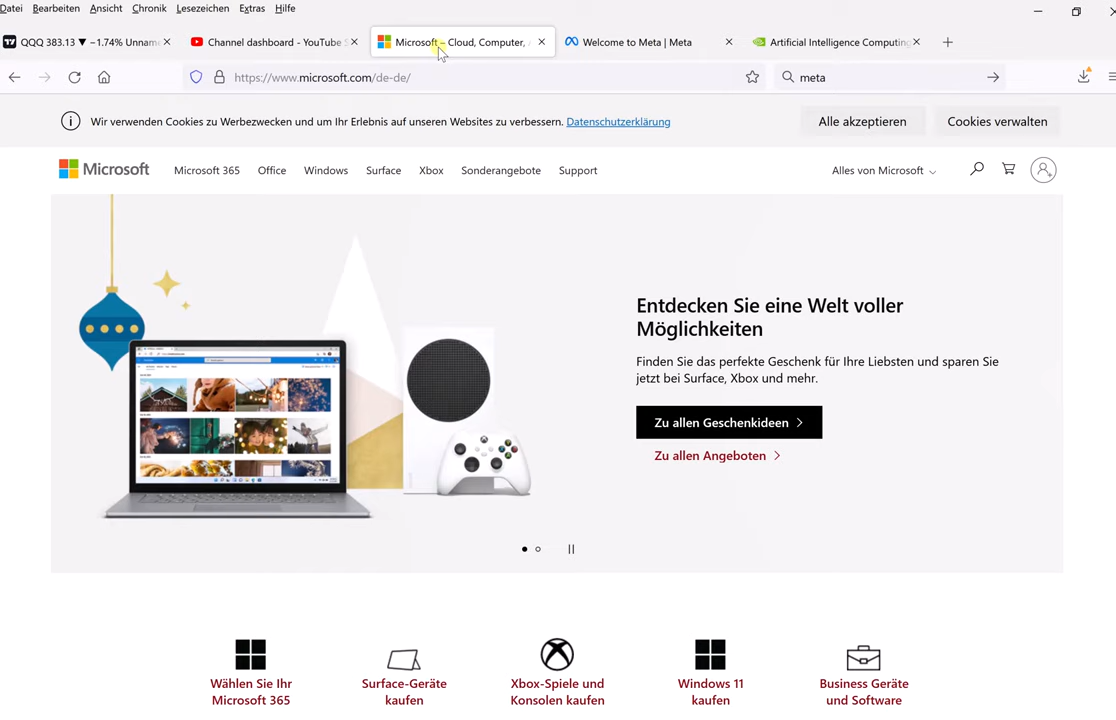 Datei Bearbeiten Ansicht Chronik Lesezeichen Extras Hilfe
QQQ 383.13 ▼ −1.74% Unname
Channel dashboard - YouTube S
Microsoft – Cloud, Computer, A
Welcome to Meta | Meta
Artificial Intelligence Computing
https://www.microsoft.com/de-de/
meta
Wir verwenden Cookies zu Werbezwecken und um Ihr Erlebnis auf unseren Websites zu verbessern. Datenschutzerklärung
Alle akzeptieren
Cookies verwalten
Microsoft
Microsoft 365 Office Windows Surface Xbox Sonderangebote Support
Alles von Microsoft
Entdecken Sie eine Welt voller
Möglichkeiten
Finden Sie das perfekte Geschenk für Ihre Liebsten und sparen Sie
jetzt bei Surface, Xbox und mehr.
Zu allen Geschenkideen
Zu allen Angeboten
Wählen Sie Ihr
Microsoft 365
Surface-Geräte
kaufen
Xbox-Spiele und
Konsolen kaufen
Windows 11
kaufen
Business Geräte
und Software